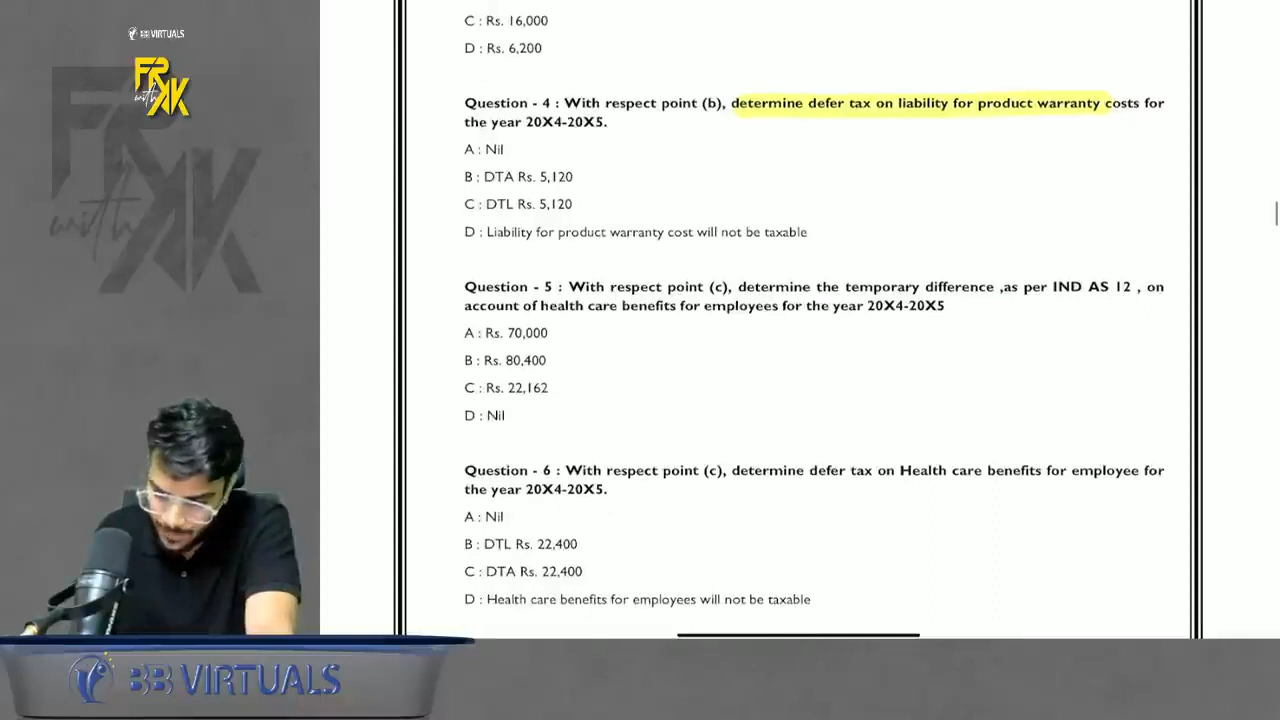 BB VIRTUALS
FR
with
AK
FR
with
AK
C : Rs. 16,000
D : Rs. 6,200
Question - 4 : With respect point (b), determine defer tax on liability for product warranty costs for
the year 20X4-20X5.
A : Nil
B : DTA Rs. 5,120
C : DTL Rs. 5,120
D : Liability for product warranty cost will not be taxable
Question - 5 : With respect point (c), determine the temporary difference ,as per IND AS 12 , on
account of health care benefits for employees for the year 20X4-20X5
A : Rs. 70,000
B : Rs. 80,400
C : Rs. 22,162
D : Nil
Question - 6 : With respect point (c), determine defer tax on Health care benefits for employee for
the year 20X4-20X5.
A : Nil
B : DTL Rs. 22,400
C : DTA Rs. 22,400
D : Health care benefits for employees will not be taxable
BB VIRTUALS